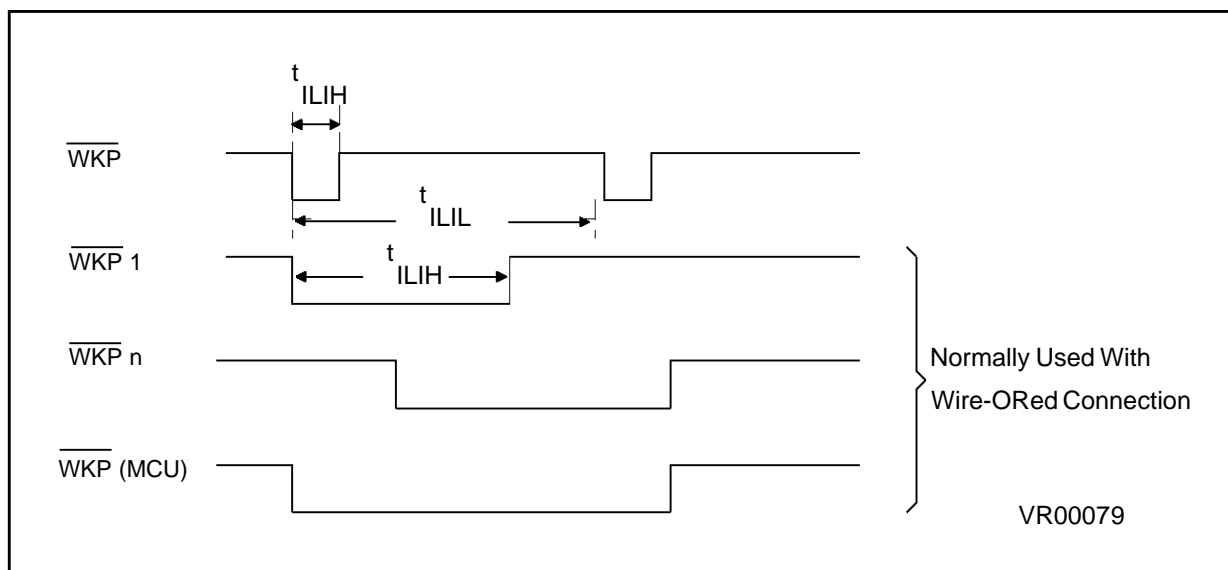 t
ILIH
WKP
t
ILIL
WKP 1
t
ILIH
WKP n
Normally Used With
Wire-ORed Connection
WKP (MCU)
VR00079